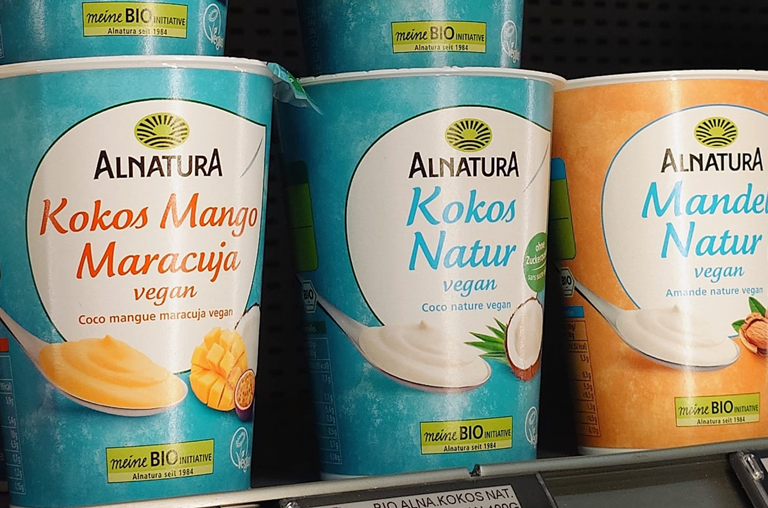 meine BIO INITIATIVE
Alnatura seit 1984
Vegan
meine BIO INITIATIVE
Alnatura seit 1984
ALNATURA
Kokos Mango
Maracuja
vegan
Coco mangue maracuja vegan
meine BIO INITIATIVE
Alnatura seit 1984
ALNATURA
Kokos
Natur
vegan
Coco nature vegan
ohne
meine BIO INITIATIVE
Alnatura seit 1984
ALNATURA
Mandel
Natur
vegan
Amande nature vegan
meine BIO INITIATIVE
Alnatura seit 1984
BIO ALNA.KOKOS NAT.